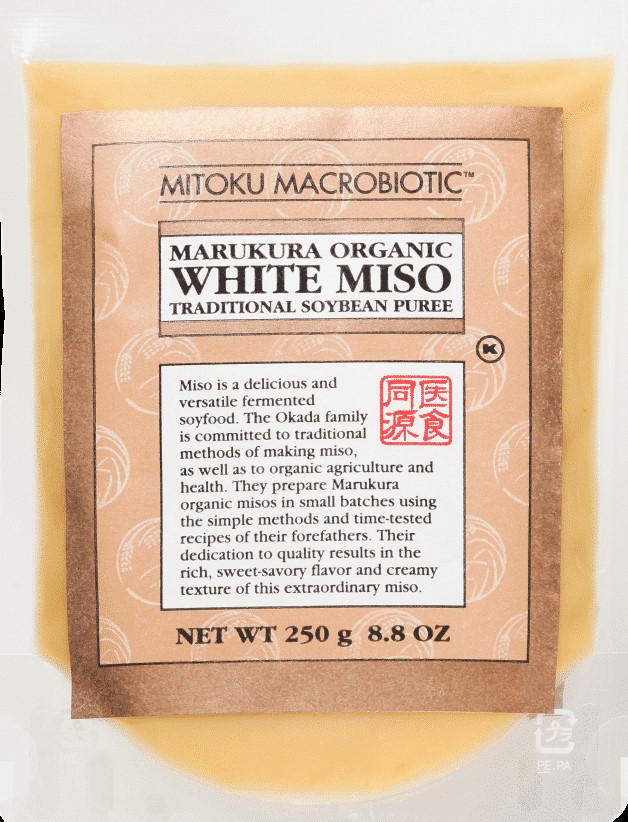 MITOKU MACROBIOTIC™
MARUKURA ORGANIC
WHITE MISO
TRADITIONAL SOYBEAN PUREE
K
Miso is a delicious and
versatile fermented
soyfood. The Okada family
is committed to traditional
methods of making miso,
as well as to organic agriculture and
health. They prepare Marukura
organic misos in small batches using
the simple methods and time-tested
recipes of their forefathers. Their
dedication to quality results in the
rich, sweet-savory flavor and creamy
texture of this extraordinary miso.
医食
同源
NET WT 250 g 8.8 OZ
プラ
PE.PA